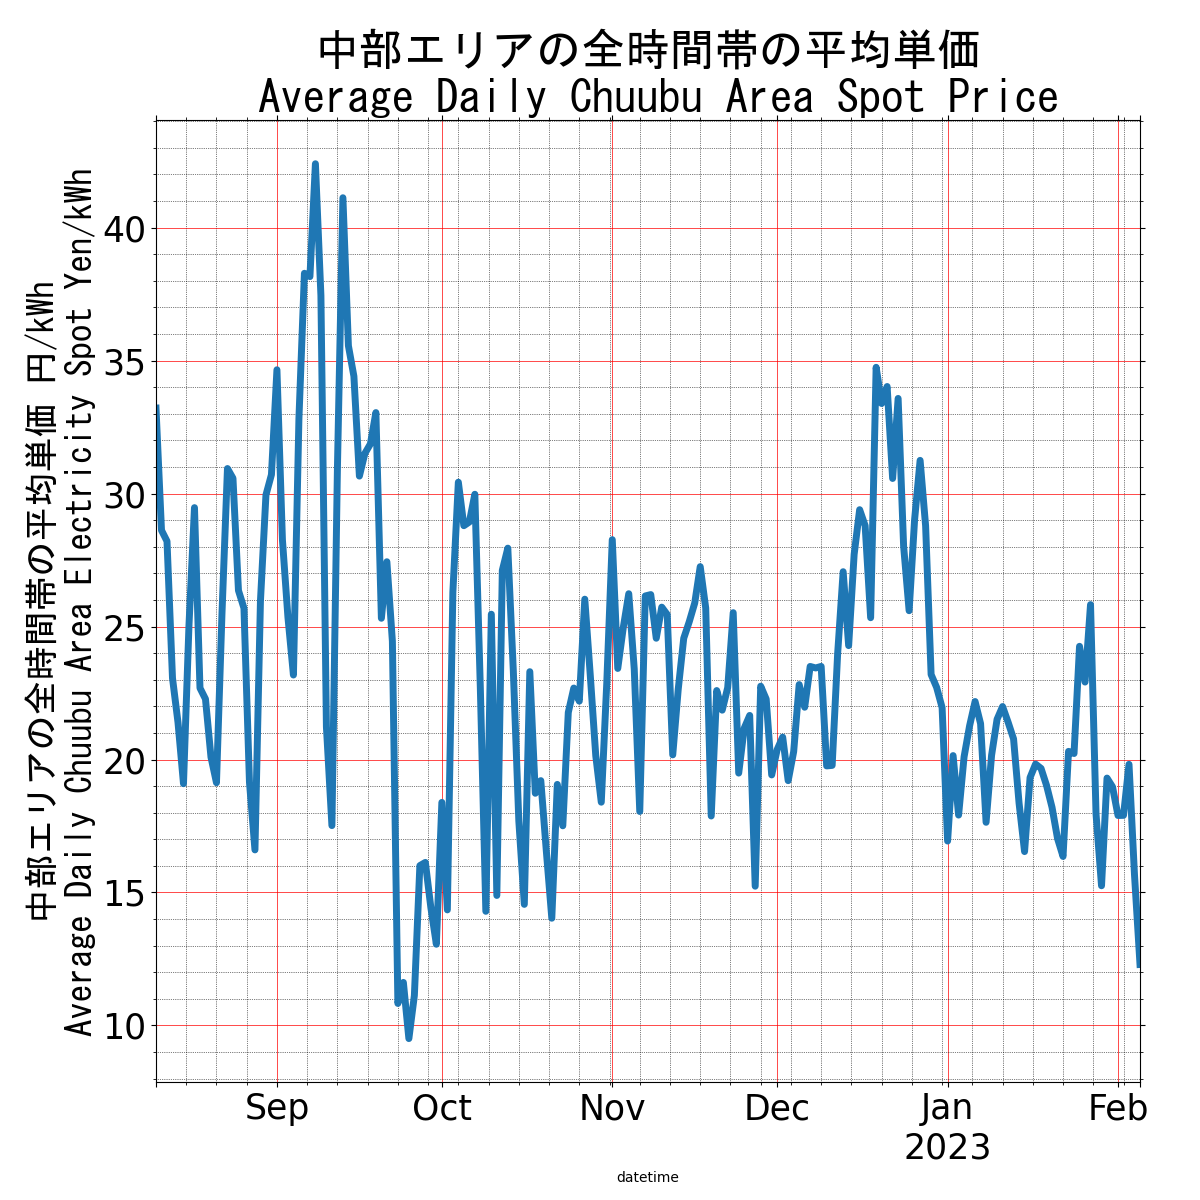 中部エリアの全時間帯の平均単価
Average Daily Chuubu Area Spot Price
中部エリアの全時間帯の平均単価 円/kWh
Average Daily Chuubu Area Electricity Spot Yen/kWh
40
35
30
25
20
15
10
Sep Oct Nov Dec Jan Feb
2023
datetime